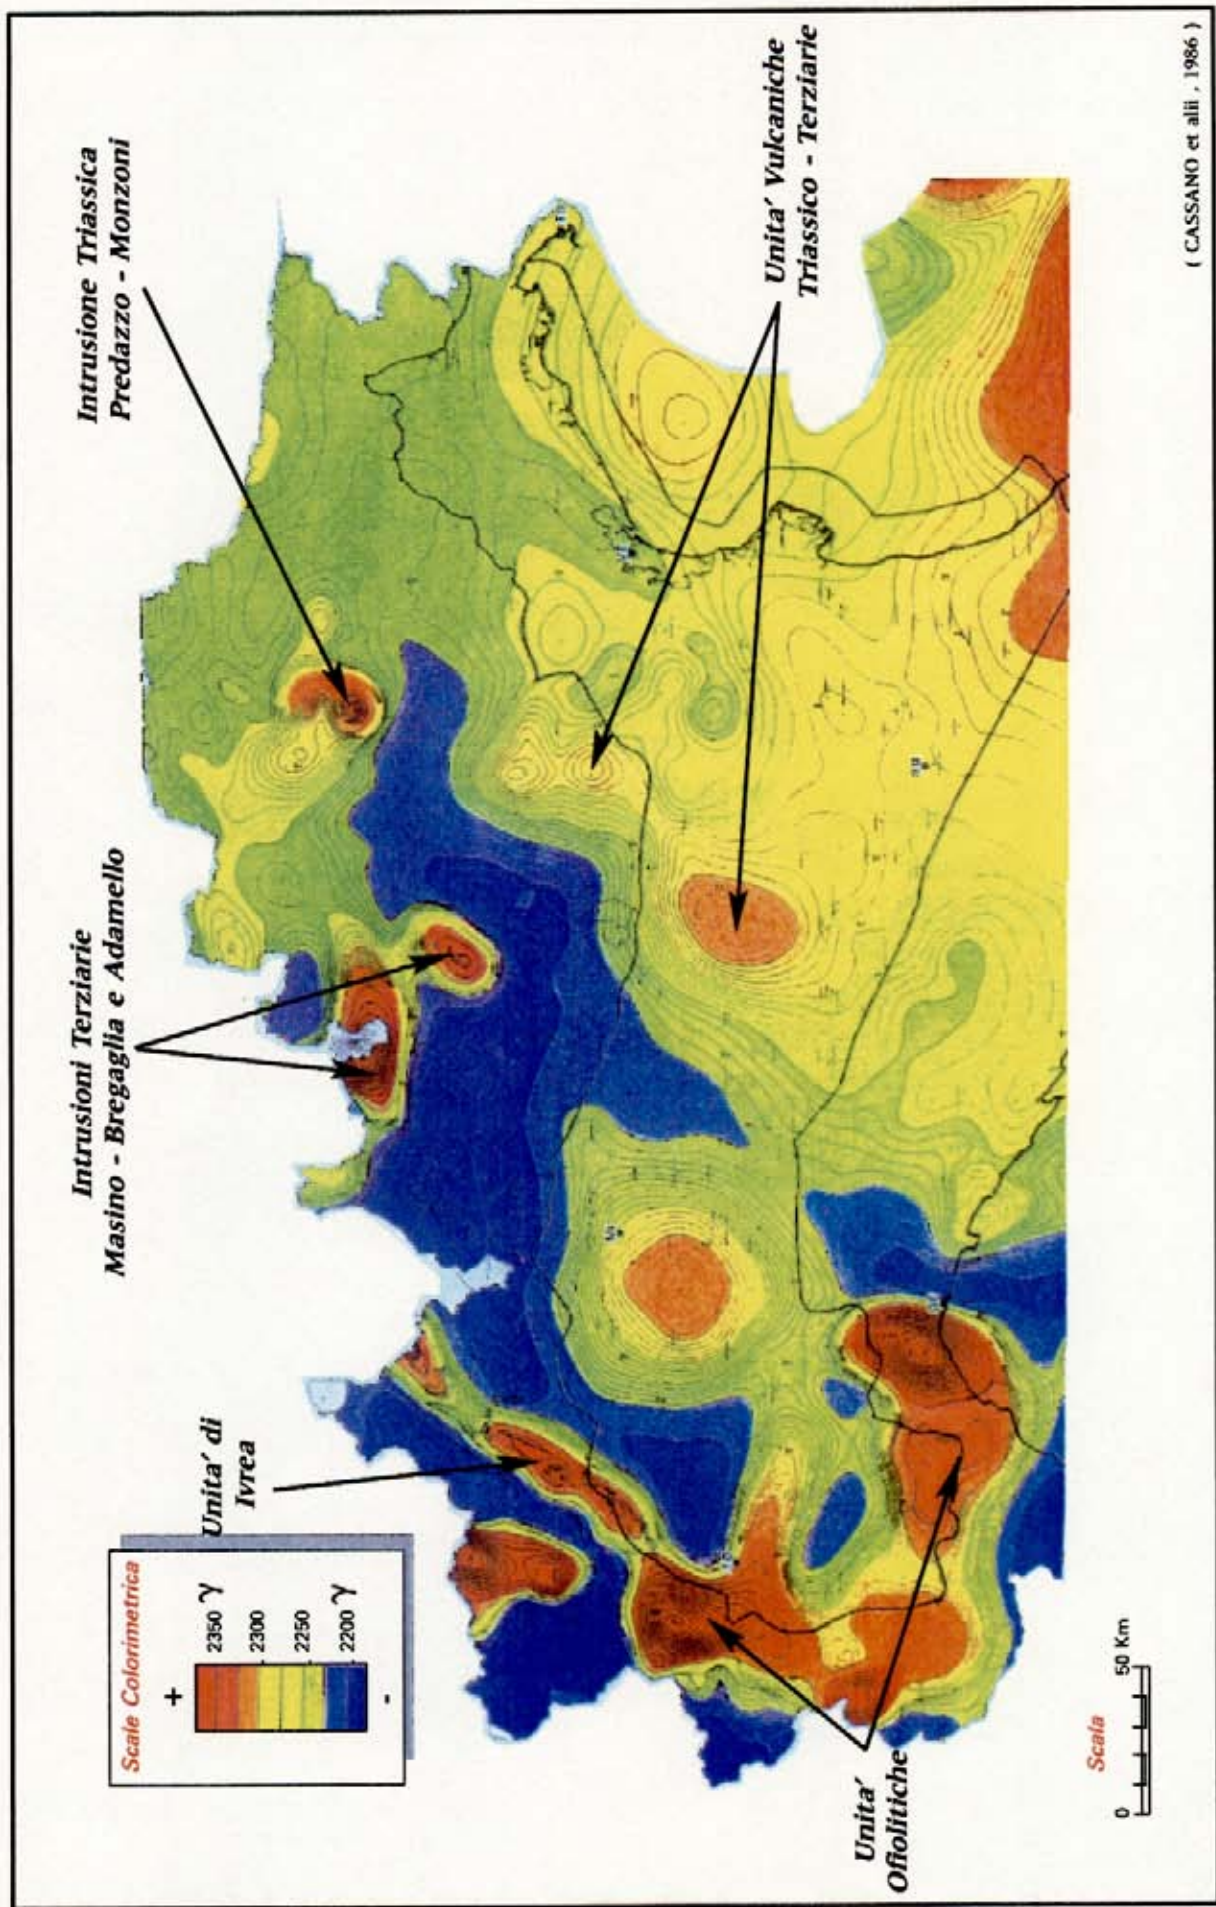 Intrusione Triassica
Predazzo - Monzoni
Intrusioni Terziarie
Masino - Bregaglia e Adamello
Unita' di
Ivrea
Scale Colorimetrica
+
2350 γ
2300
2250
2200 γ
-
Unita' Vulcaniche
Triassico - Terziarie
Unita'
Ofiolitiche
Scala
0 50 Km
( CASSANO et alii , 1986 )